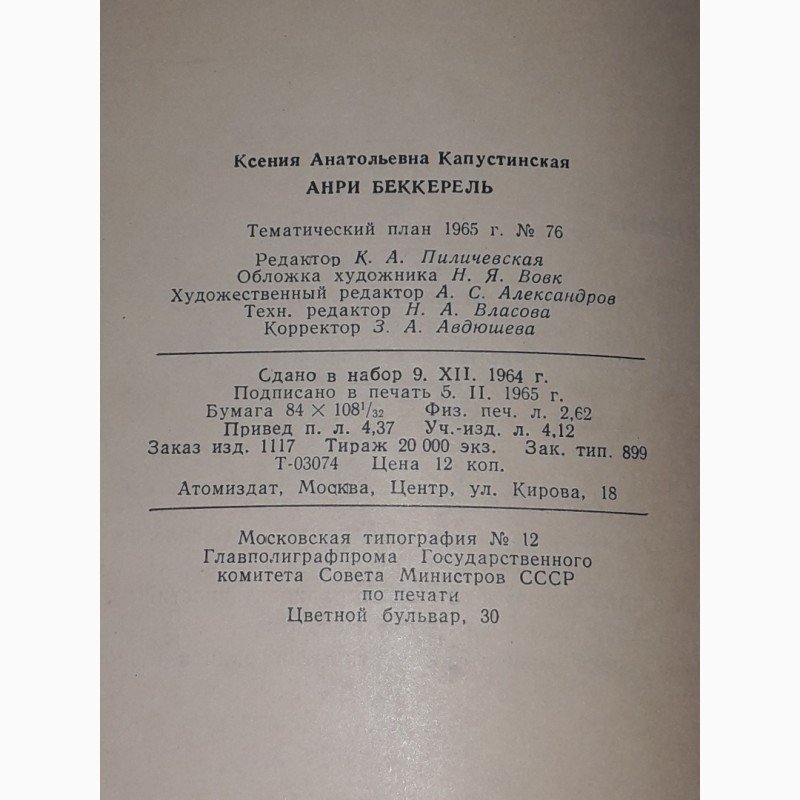 Ксения Анатольевна Капустинская
АНРИ БЕККЕРЕЛЬ
Тематический план 1965 г. № 76
Редактор К. А. Пиличевская
Обложка художника Н. Я. Вовк
Художественный редактор А. С. Александров
Техн. редактор Н. А. Власова
Корректор З. А. Авдюшева
Сдано в набор 9. XII. 1964 г.
Подписано в печать 5. II. 1965 г.
Бумага 84 × 108¹/₃₂ Физ. печ. л. 2,62
Привед п. л. 4,37 Уч.-изд. л. 4,12
Заказ изд. 1117 Тираж 20 000 экз. Зак. тип. 899
Т-03074 Цена 12 коп.
Атомиздат, Москва, Центр, ул. Кирова, 18
Московская типография № 12
Главполиграфпрома Государственного
комитета Совета Министров СССР
по печати
Цветной бульвар, 30